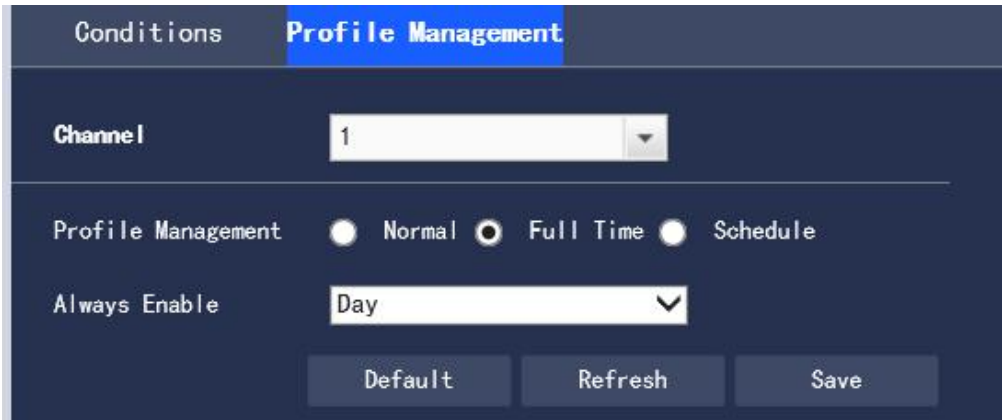 Conditions Profile Management
Channel 1
Profile Management Normal Full Time Schedule
Always Enable Day
Default Refresh Save